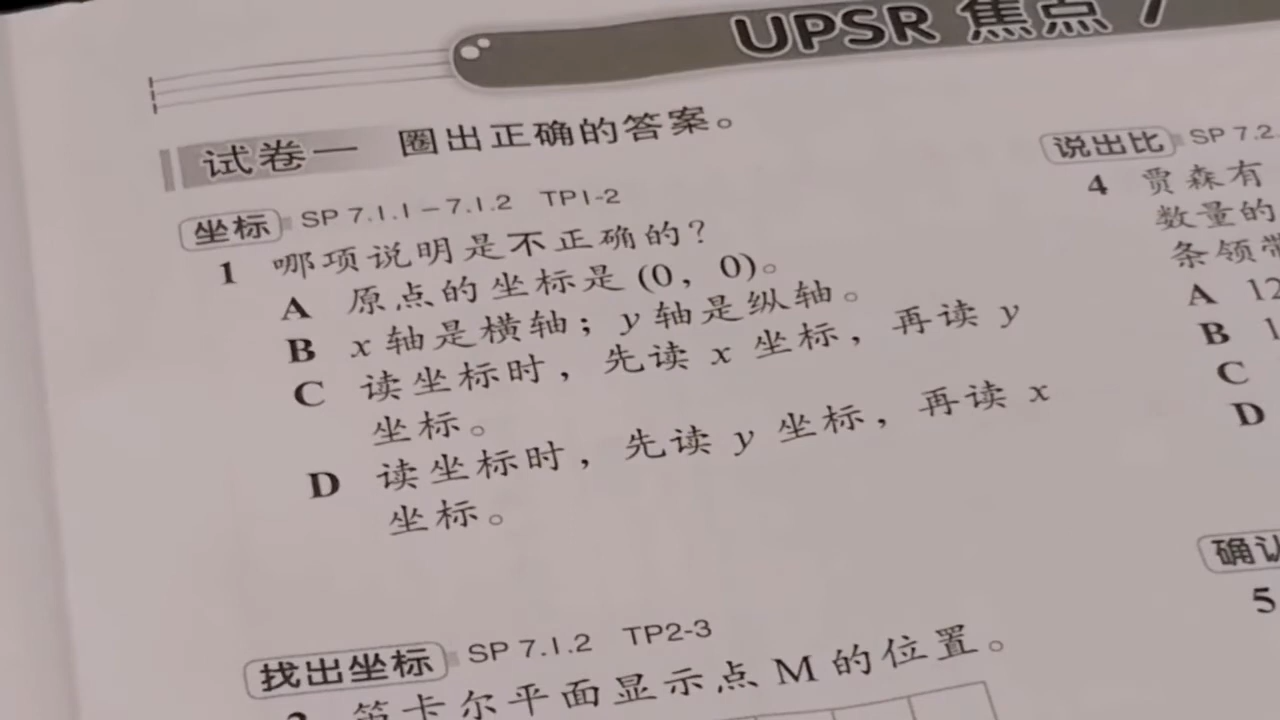 UPSR 焦点 7
试卷一 圈出正确的答案。
坐标 SP 7.1.1 – 7.1.2 TP1-2
1 哪项说明是不正确的？
A 原点的坐标是 (0, 0)。
B x 轴是横轴；y 轴是纵轴。
C 读坐标时，先读 x 坐标，再读 y
坐标。
D 读坐标时，先读 y 坐标，再读 x
坐标。
找出坐标 SP 7.1.2 TP2-3
笛卡尔平面显示点 M 的位置。
说出比 SP 7.2
4 贾森有
数量的
条领带
A 12
B 1
C
D
确认
5